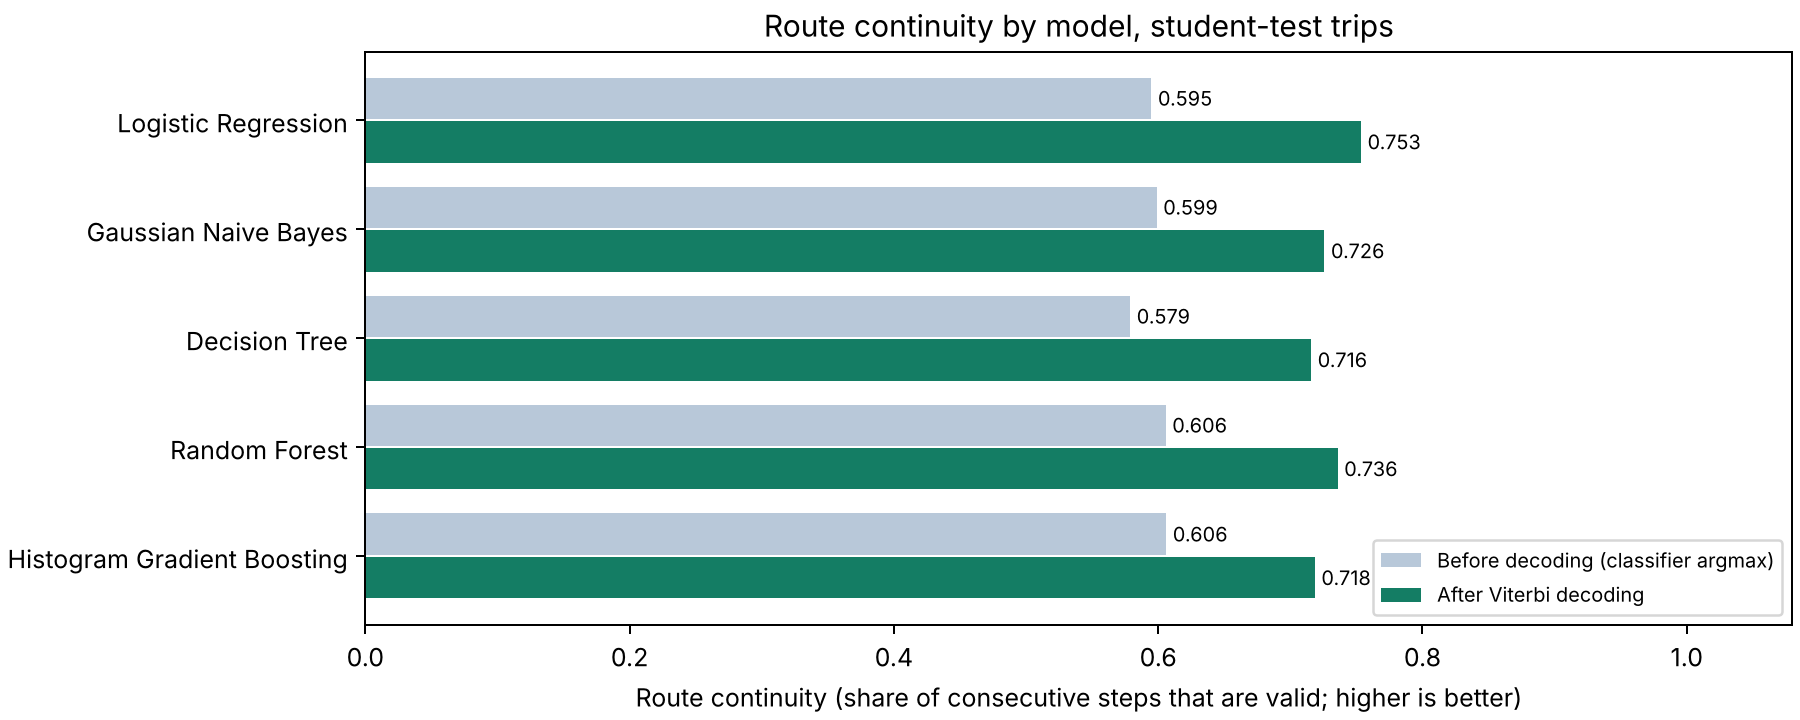 Route continuity by model, student-test trips
Logistic Regression
0.595
0.753
Gaussian Naive Bayes
0.599
0.726
Decision Tree
0.579
0.716
Random Forest
0.606
0.736
Histogram Gradient Boosting
0.606
0.718
Before decoding (classifier argmax)
After Viterbi decoding
0.0 0.2 0.4 0.6 0.8 1.0
Route continuity (share of consecutive steps that are valid; higher is better)